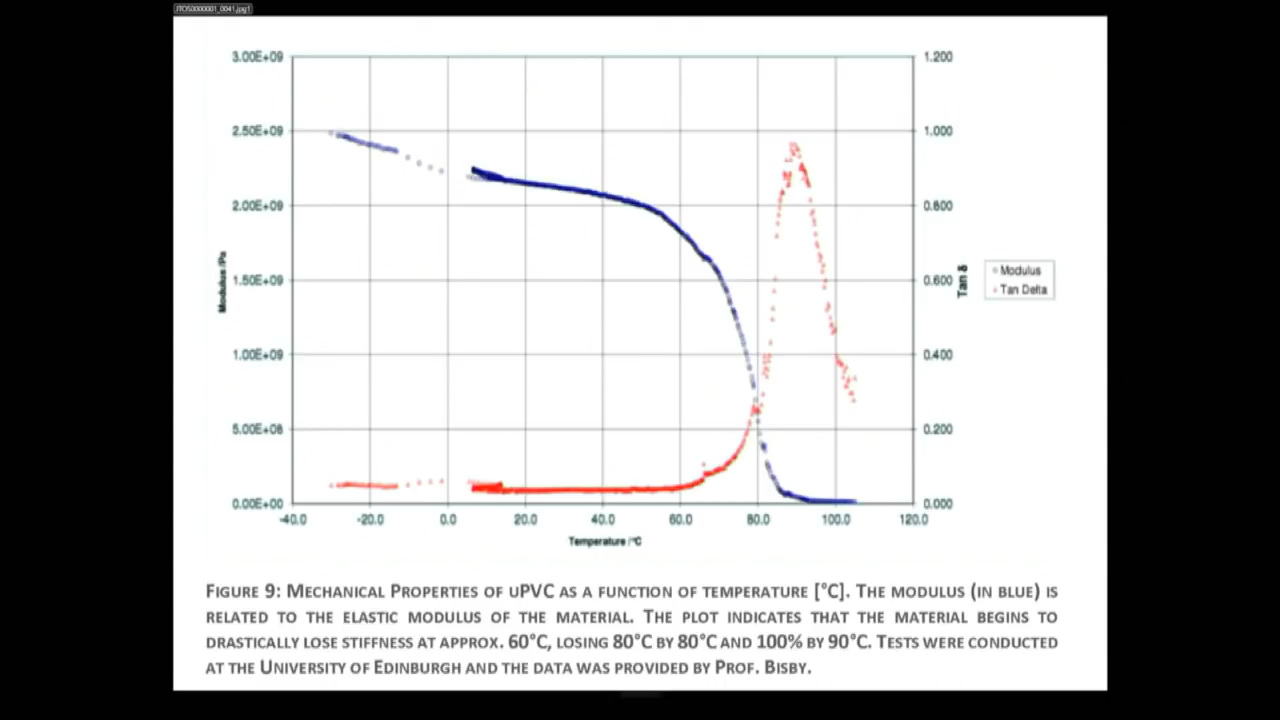 JTOS0000001_0041.jpg1
3.00E+09
1.200
2.50E+09
1.000
2.00E+09
0.800
1.50E+09
0.600
1.00E+09
0.400
5.00E+08
0.200
0.00E+00
0.000
-40.0 -20.0 0.0 20.0 40.0 60.0 80.0 100.0 120.0
Modulus /Pa
Tan δ
Modulus
Tan Delta
Temperature /°C
FIGURE 9: MECHANICAL PROPERTIES OF UPVC AS A FUNCTION OF TEMPERATURE [°C]. THE MODULUS (IN BLUE) IS
RELATED TO THE ELASTIC MODULUS OF THE MATERIAL. THE PLOT INDICATES THAT THE MATERIAL BEGINS TO
DRASTICALLY LOSE STIFFNESS AT APPROX. 60°C, LOSING 80°C BY 80°C AND 100% BY 90°C. TESTS WERE CONDUCTED
AT THE UNIVERSITY OF EDINBURGH AND THE DATA WAS PROVIDED BY PROF. BISBY.